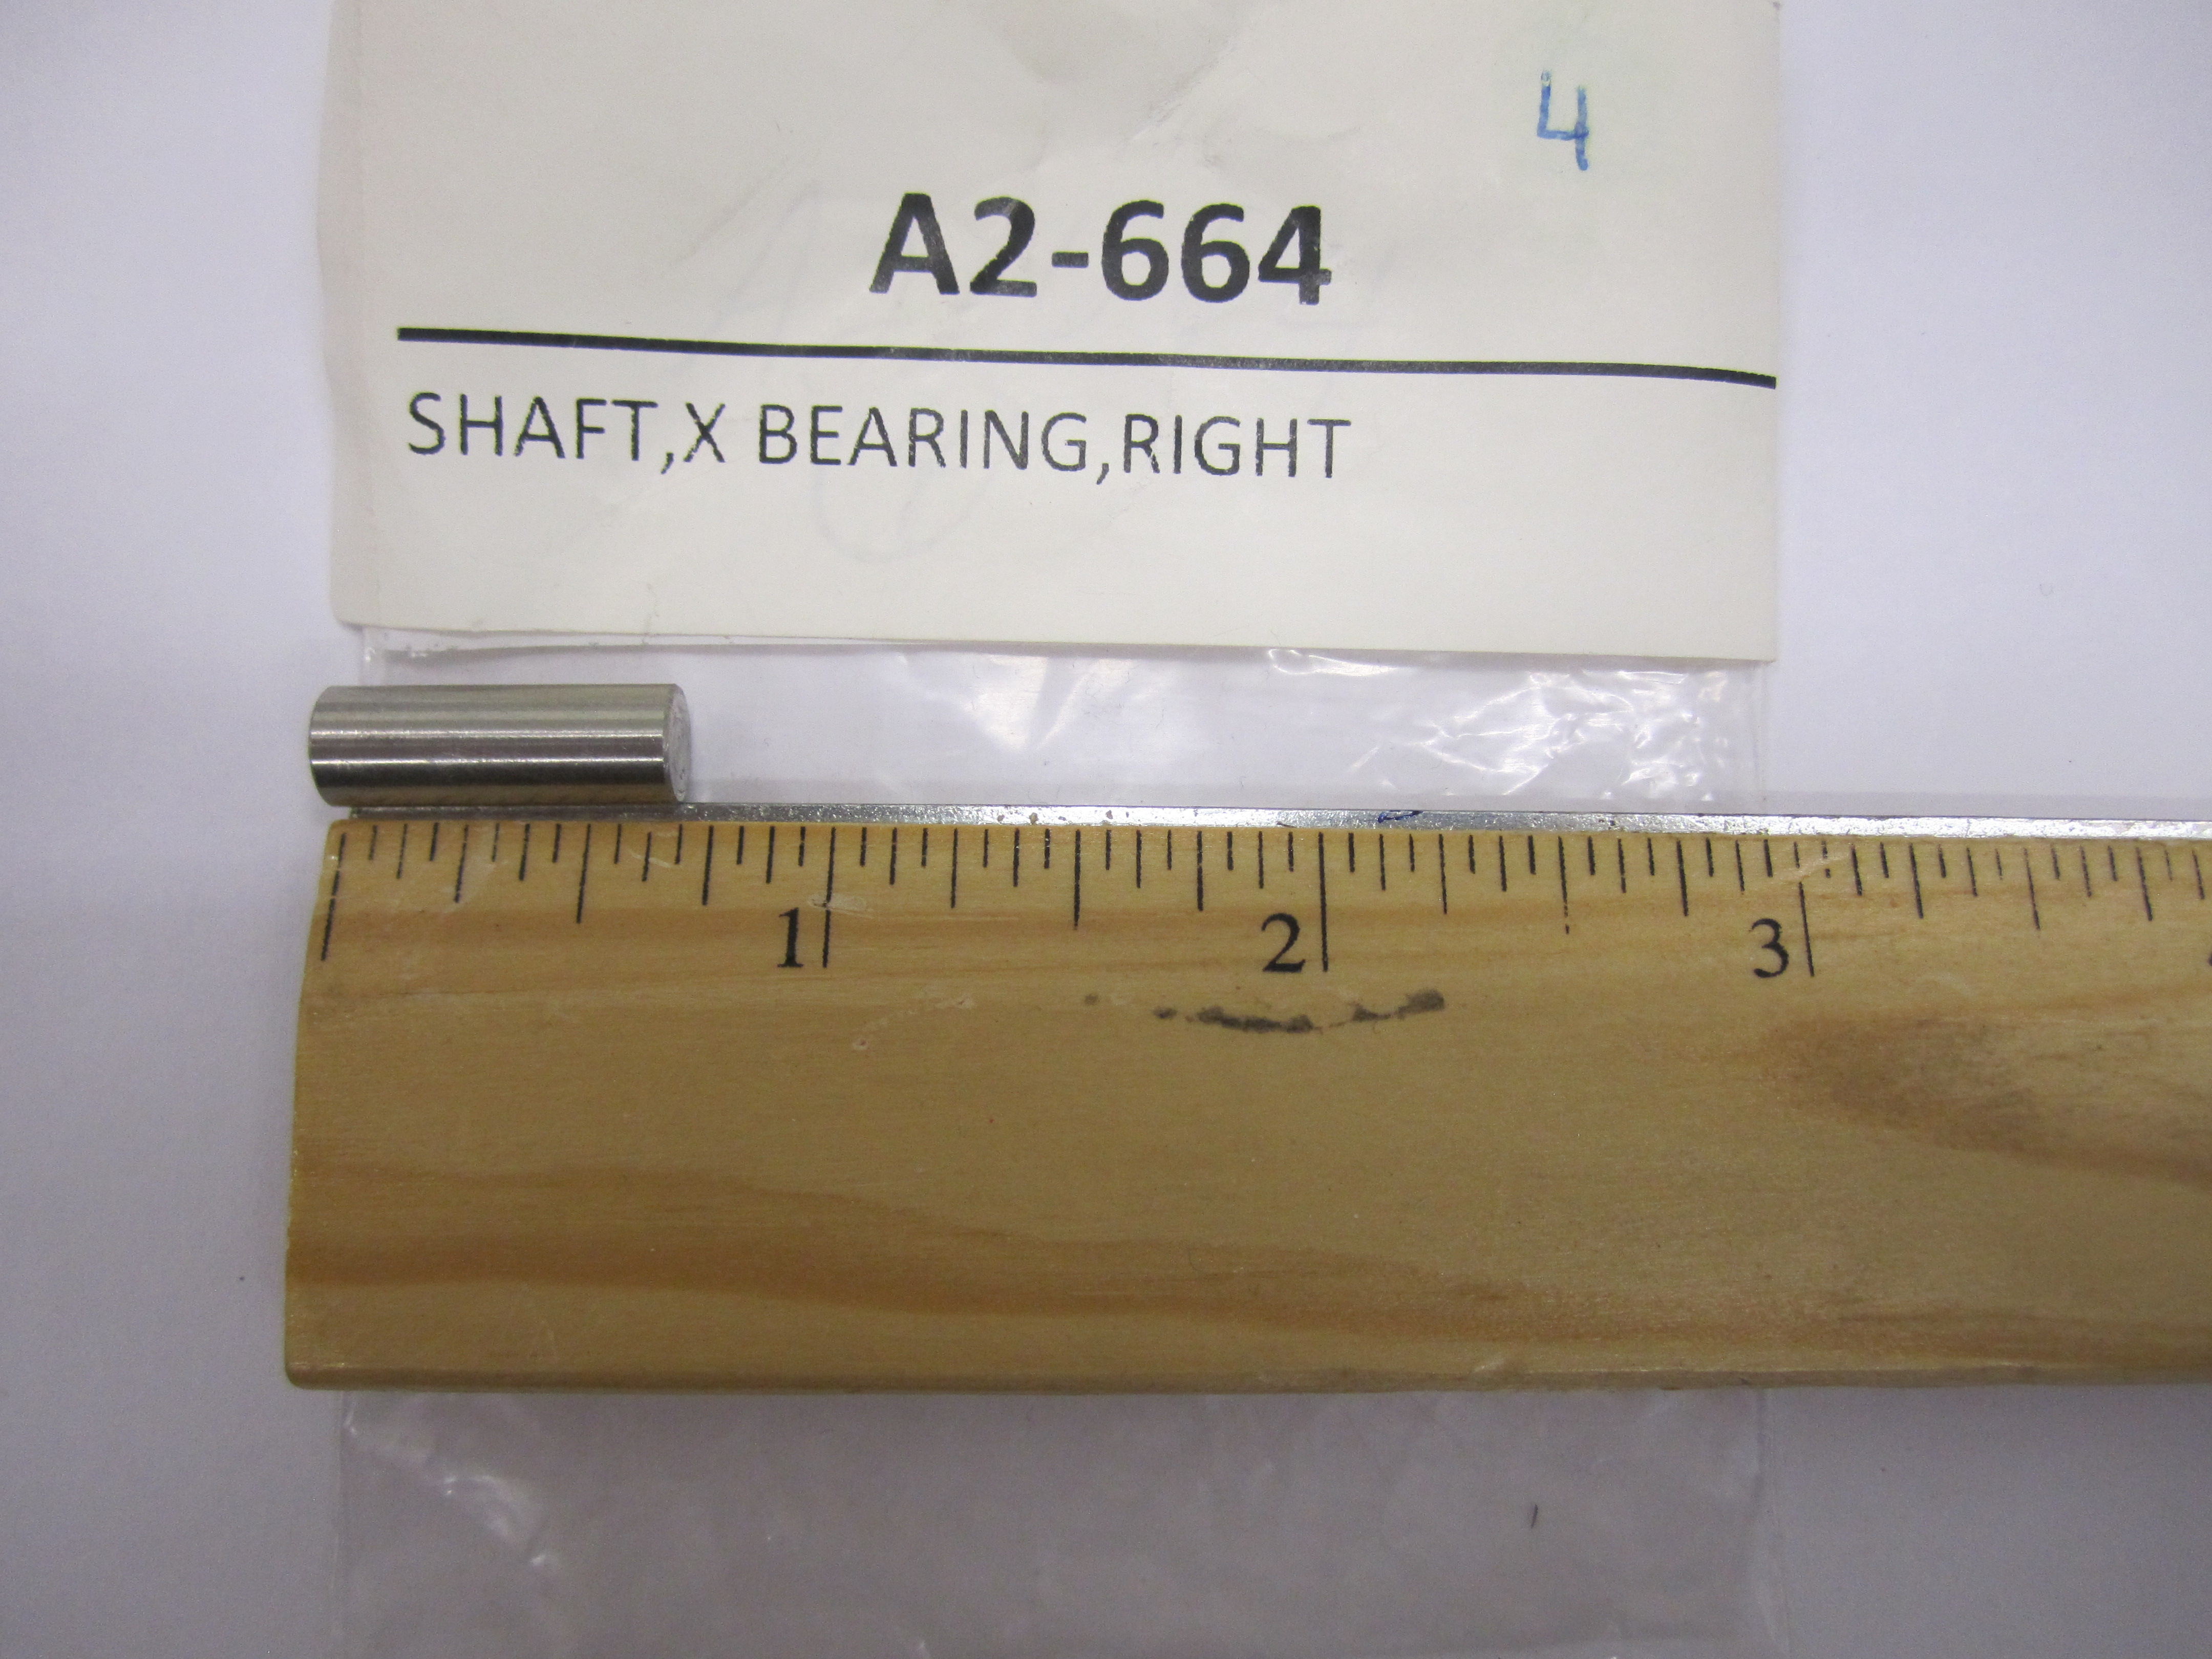 4
A2-664
SHAFT,X BEARING,RIGHT
1 2 3